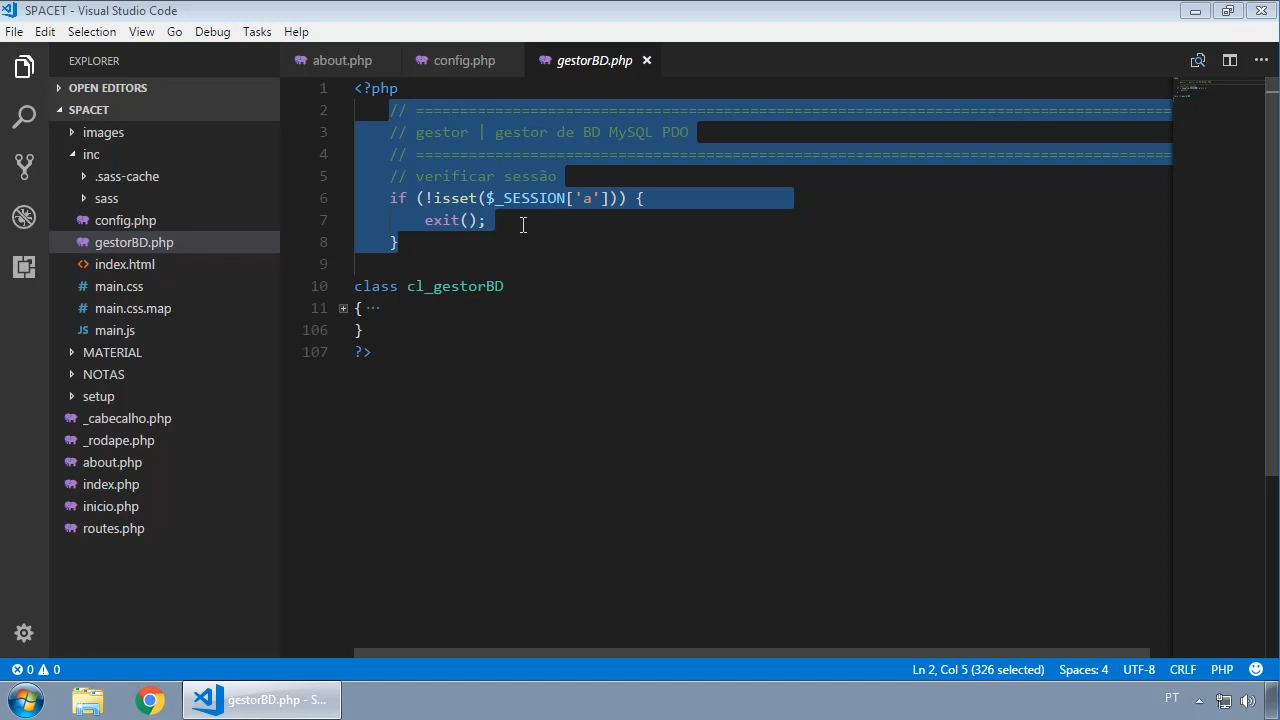 SPACET - Visual Studio Code
File Edit Selection View Go Debug Tasks Help
EXPLORER
OPEN EDITORS
SPACET
images
inc
.sass-cache
sass
config.php
gestorBD.php
index.html
main.css
main.css.map
main.js
MATERIAL
NOTAS
setup
_cabecalho.php
_rodape.php
about.php
index.php
inicio.php
routes.php
about.php config.php gestorBD.php
1 <?php
2 // ======================================================================================
3 // gestor | gestor de BD MySQL PDO
4 // ======================================================================================
5 // verificar sessão
6 if (!isset($_SESSION['a'])) {
7 exit();
8 }
9
10 class cl_gestorBD
11 { ...
106 }
107 ?>
0 0 Ln 2, Col 5 (326 selected) Spaces: 4 UTF-8 CRLF PHP
gestorBD.php - S... PT